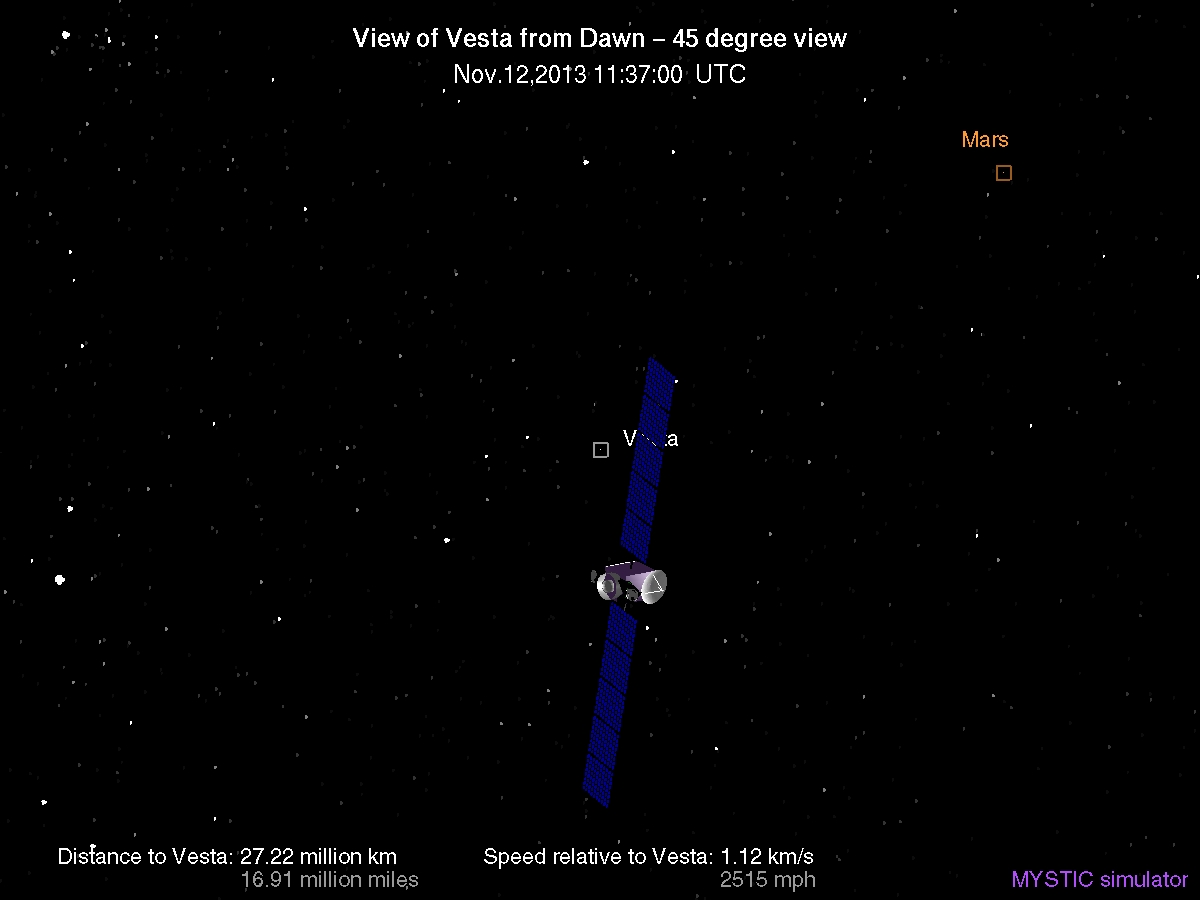 View of Vesta from Dawn – 45 degree view
Nov.12,2013 11:37:00 UTC
Mars
Distance to Vesta: 27.22 million km
16.91 million miles
Speed relative to Vesta: 1.12 km/s
2515 mph
MYSTIC simulator